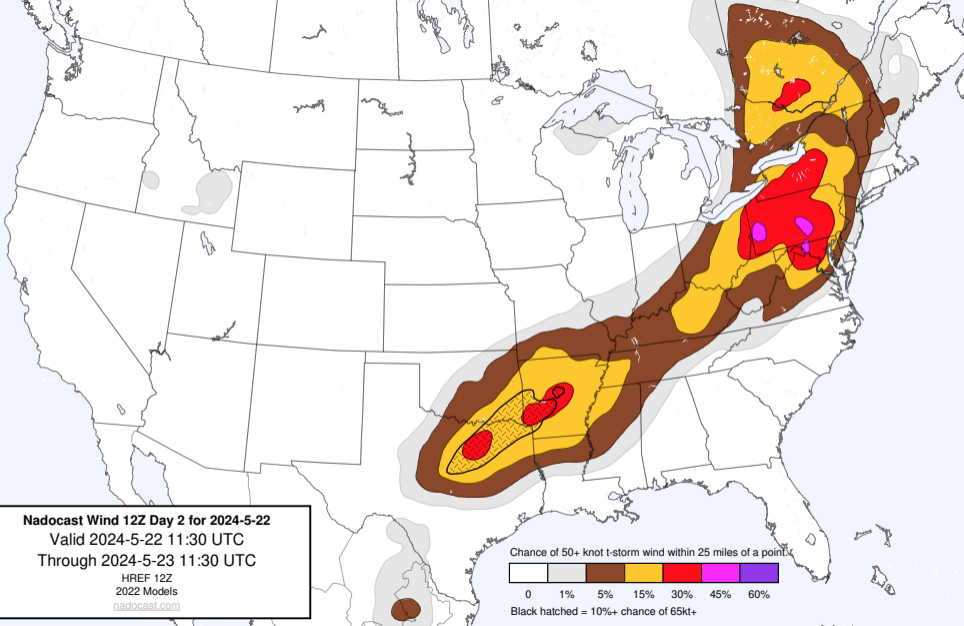 Nadocast Wind 12Z Day 2 for 2024-5-22
Valid 2024-5-22 11:30 UTC
Through 2024-5-23 11:30 UTC
HREF 12Z
2022 Models
nadocast.com
Chance of 50+ knot t-storm wind within 25 miles of a point.
0 1% 5% 15% 30% 45% 60%
Black hatched = 10%+ chance of 65kt+